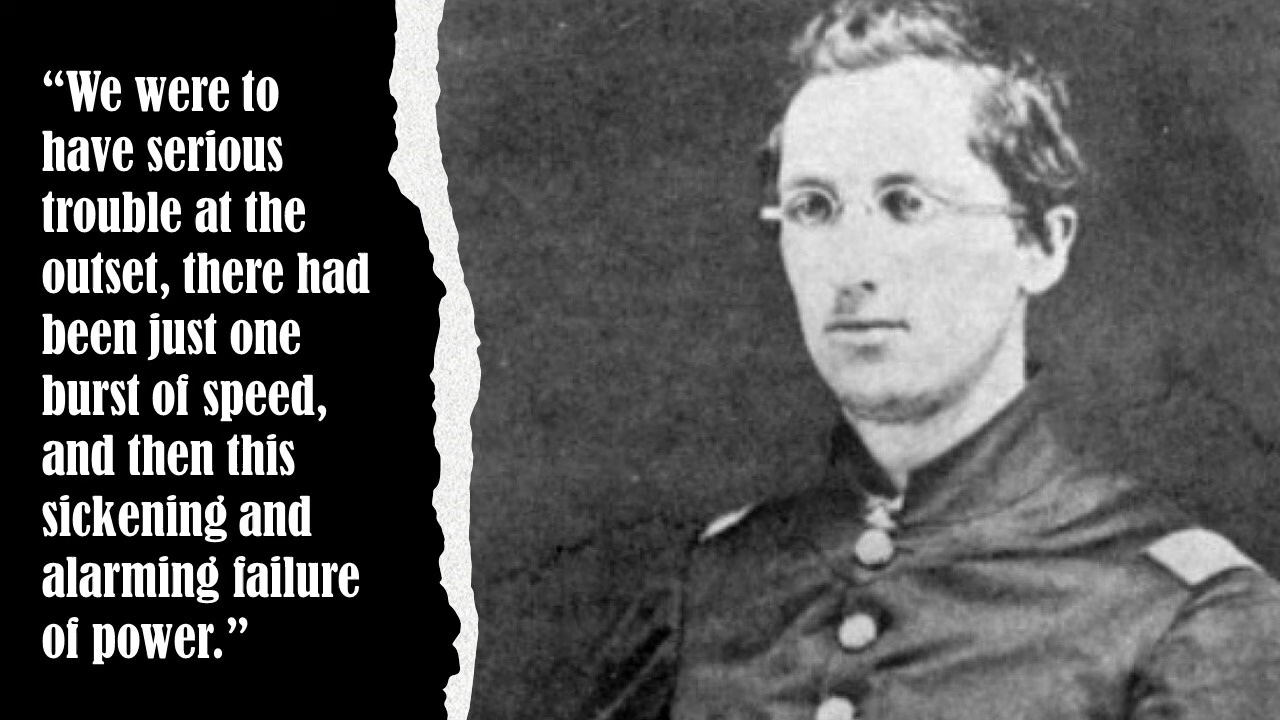 “We were to
have serious
trouble at the
outset, there had
been just one
burst of speed,
and then this
sickening and
alarming failure
of power.”